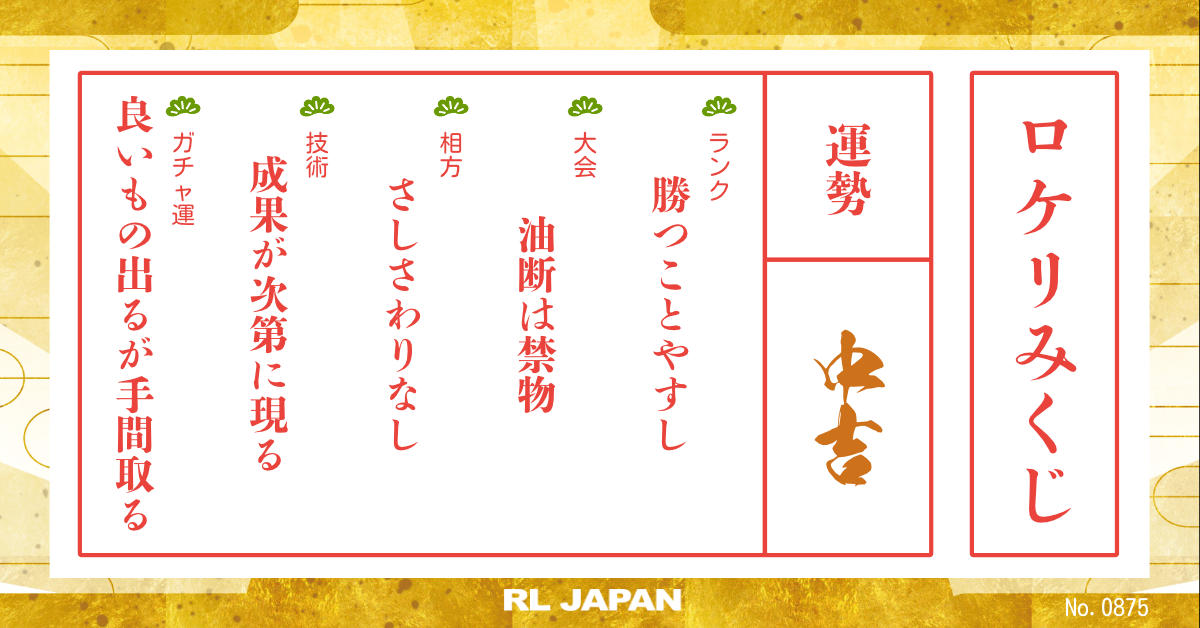 ロケリみくじ
運勢
中吉
ランク
勝つことやすし
大会
油断は禁物
相方
さしさわりなし
技術
成果が次第に現る
ガチャ運
良いもの出るが手間取る
RL JAPAN
No. 0875